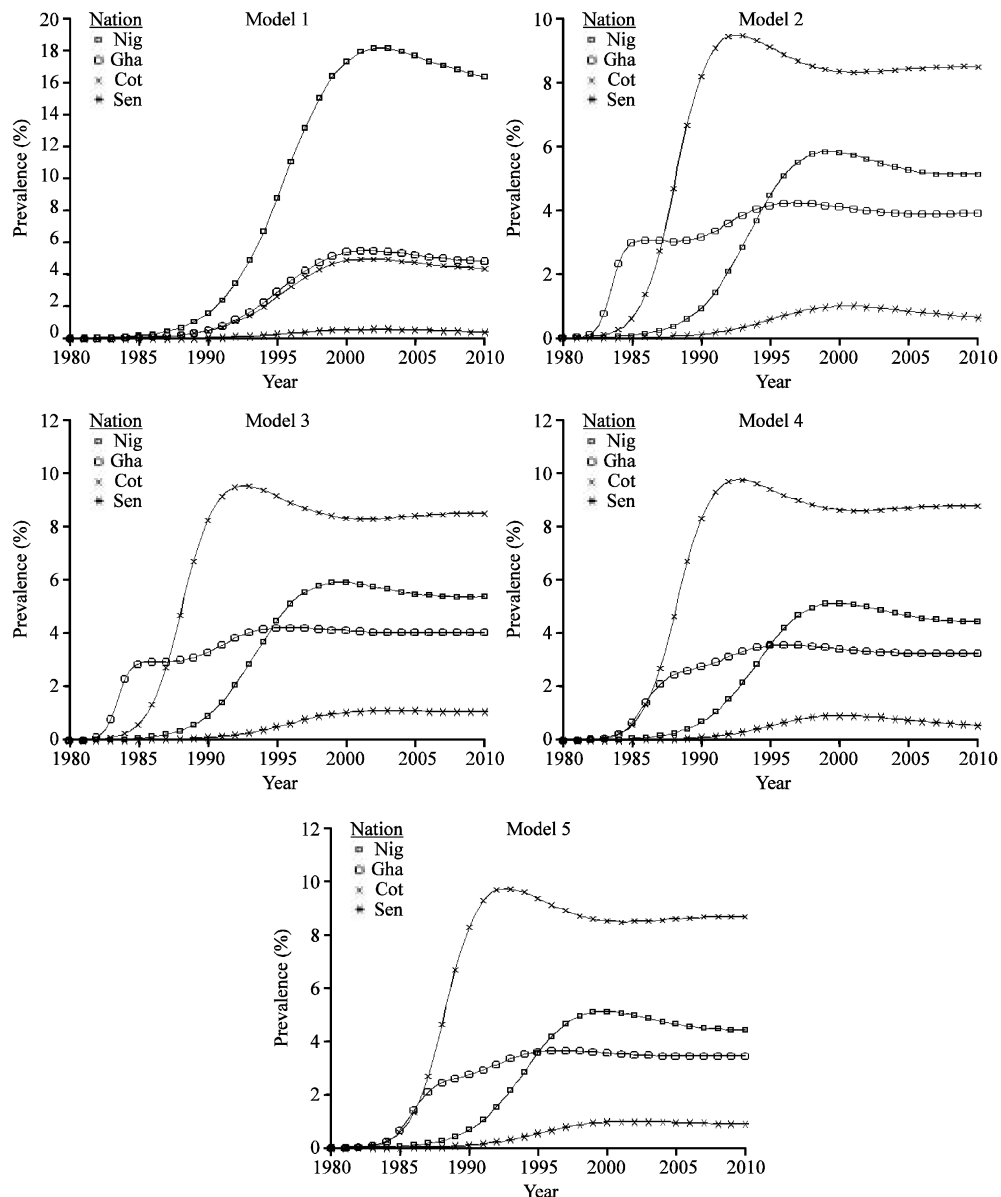 Model 1
Nation
Nig
Gha
Cot
Sen
Prevalence (%)
20
18
16
14
12
10
8
6
4
2
0
1980 1985 1990 1995 2000 2005 2010
Year
Model 2
Nation
Nig
Gha
Cot
Sen
Prevalence (%)
10
8
6
4
2
0
1980 1985 1990 1995 2000 2005 2010
Year
Model 3
Nation
Nig
Gha
Cot
Sen
Prevalence (%)
12
10
8
6
4
2
0
1980 1985 1990 1995 2000 2005 2010
Year
Model 4
Nation
Nig
Gha
Cot
Sen
Prevalence (%)
12
10
8
6
4
2
0
1980 1985 1990 1995 2000 2005 2010
Year
Model 5
Nation
Nig
Gha
Cot
Sen
Prevalence (%)
12
10
8
6
4
2
0
1980 1985 1990 1995 2000 2005 2010
Year